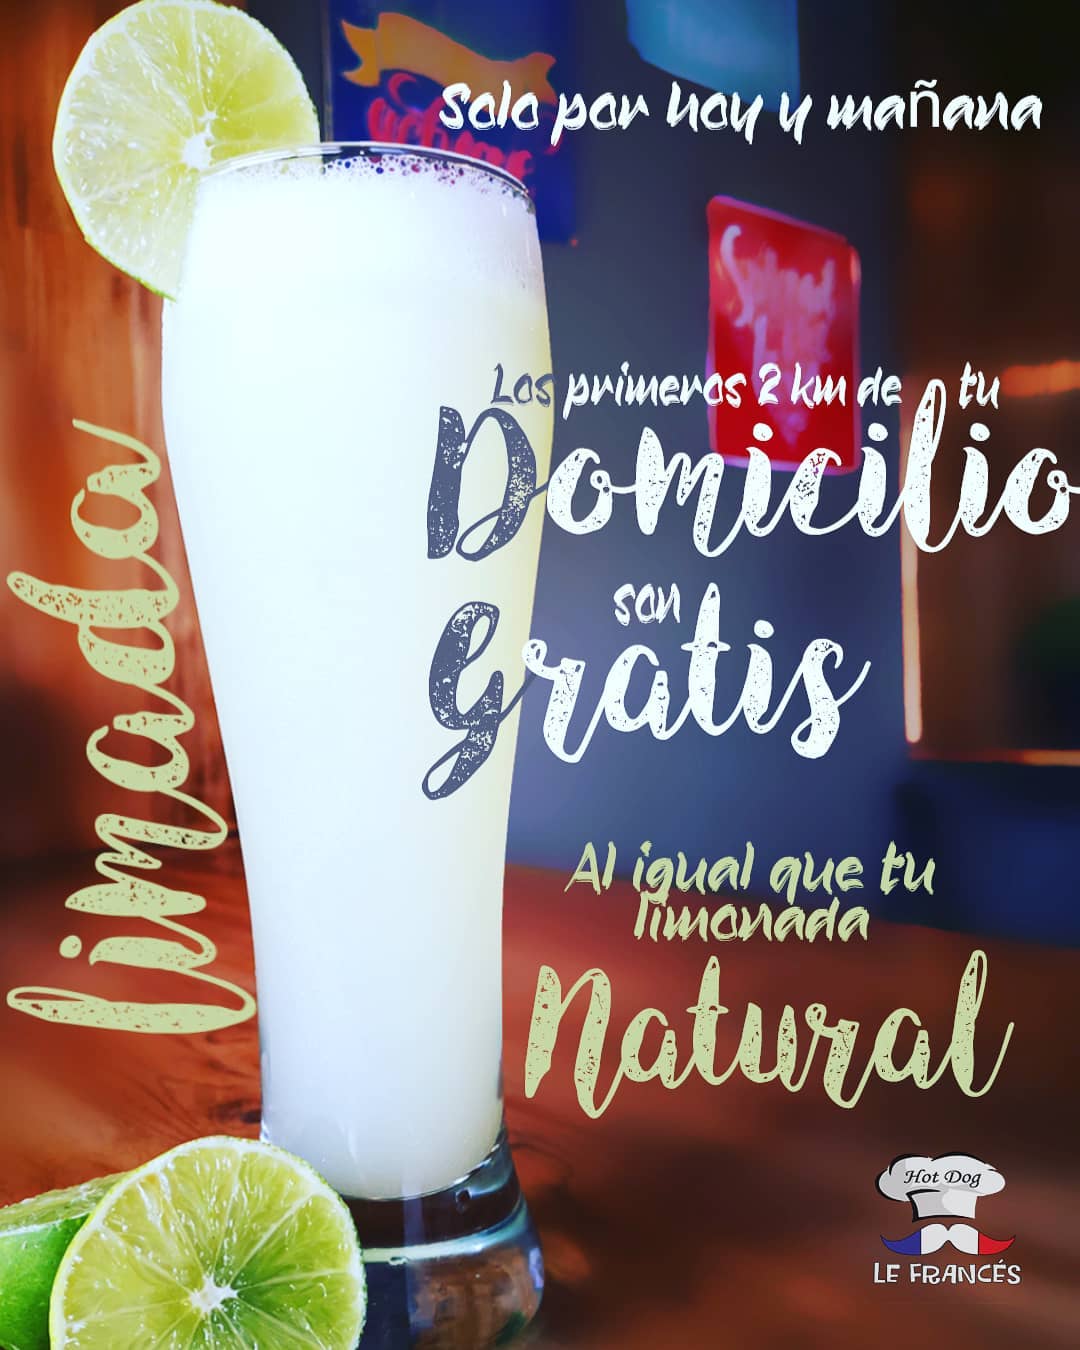 Solo por hoy y mañana
Los primeros 2 km de tu
Domicilio
son
Gratis
Al igual que tu
limonada
Natural
limada
Hot Dog
LE FRANCÉS